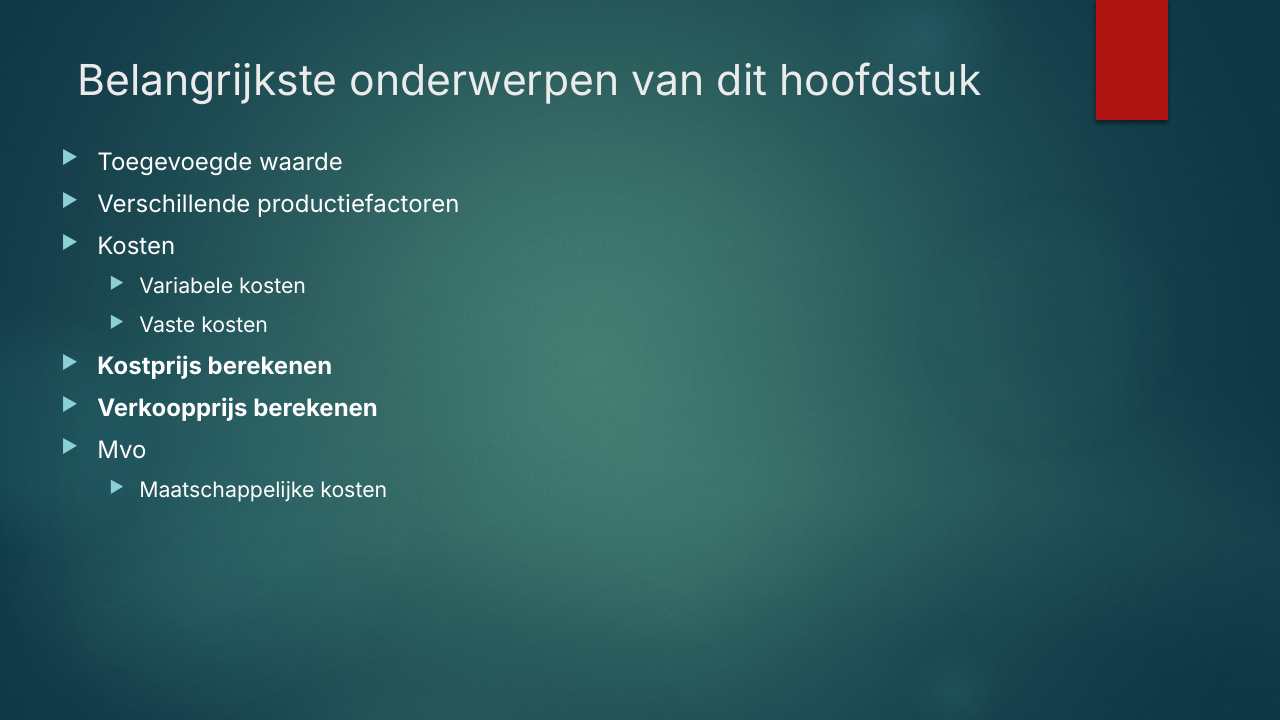 Belangrijkste onderwerpen van dit hoofdstuk
Toegevoegde waarde
Verschillende productiefactoren
Kosten
Variabele kosten
Vaste kosten
Kostprijs berekenen
Verkoopprijs berekenen
Mvo
Maatschappelijke kosten